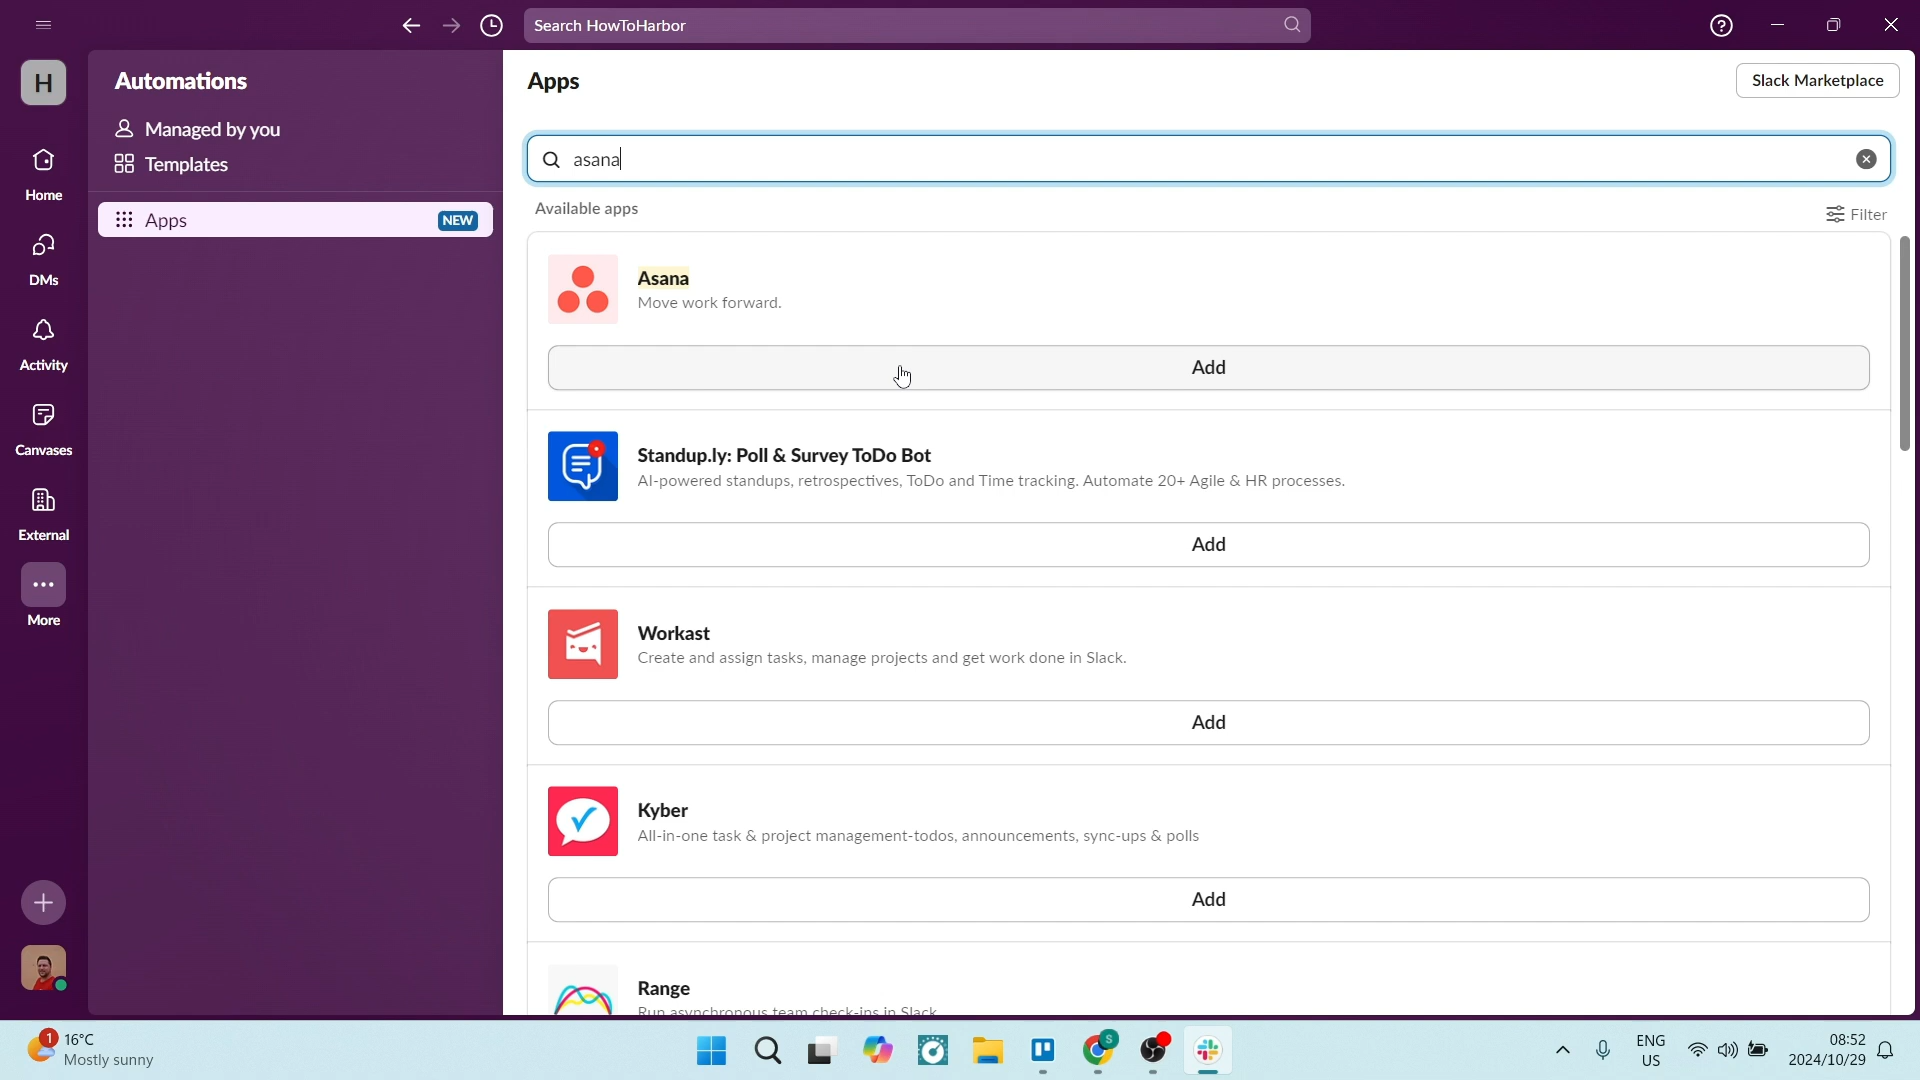 Search HowToHarbor
H
Home
DMs
Activity
Canvases
External
More
Automations
Managed by you
Templates
Apps
NEW
Apps
Slack Marketplace
asana
Available apps
Filter
Asana
Move work forward.
Add
Standup.ly: Poll & Survey ToDo Bot
AI-powered standups, retrospectives, ToDo and Time tracking. Automate 20+ Agile & HR processes.
Add
Workast
Create and assign tasks, manage projects and get work done in Slack.
Add
Kyber
All-in-one task & project management-todos, announcements, sync-ups & polls
Add
Range
Run asynchronous team check-ins in Slack
1
16°C
Mostly sunny
S
ENG
US
08:52
2024/10/29